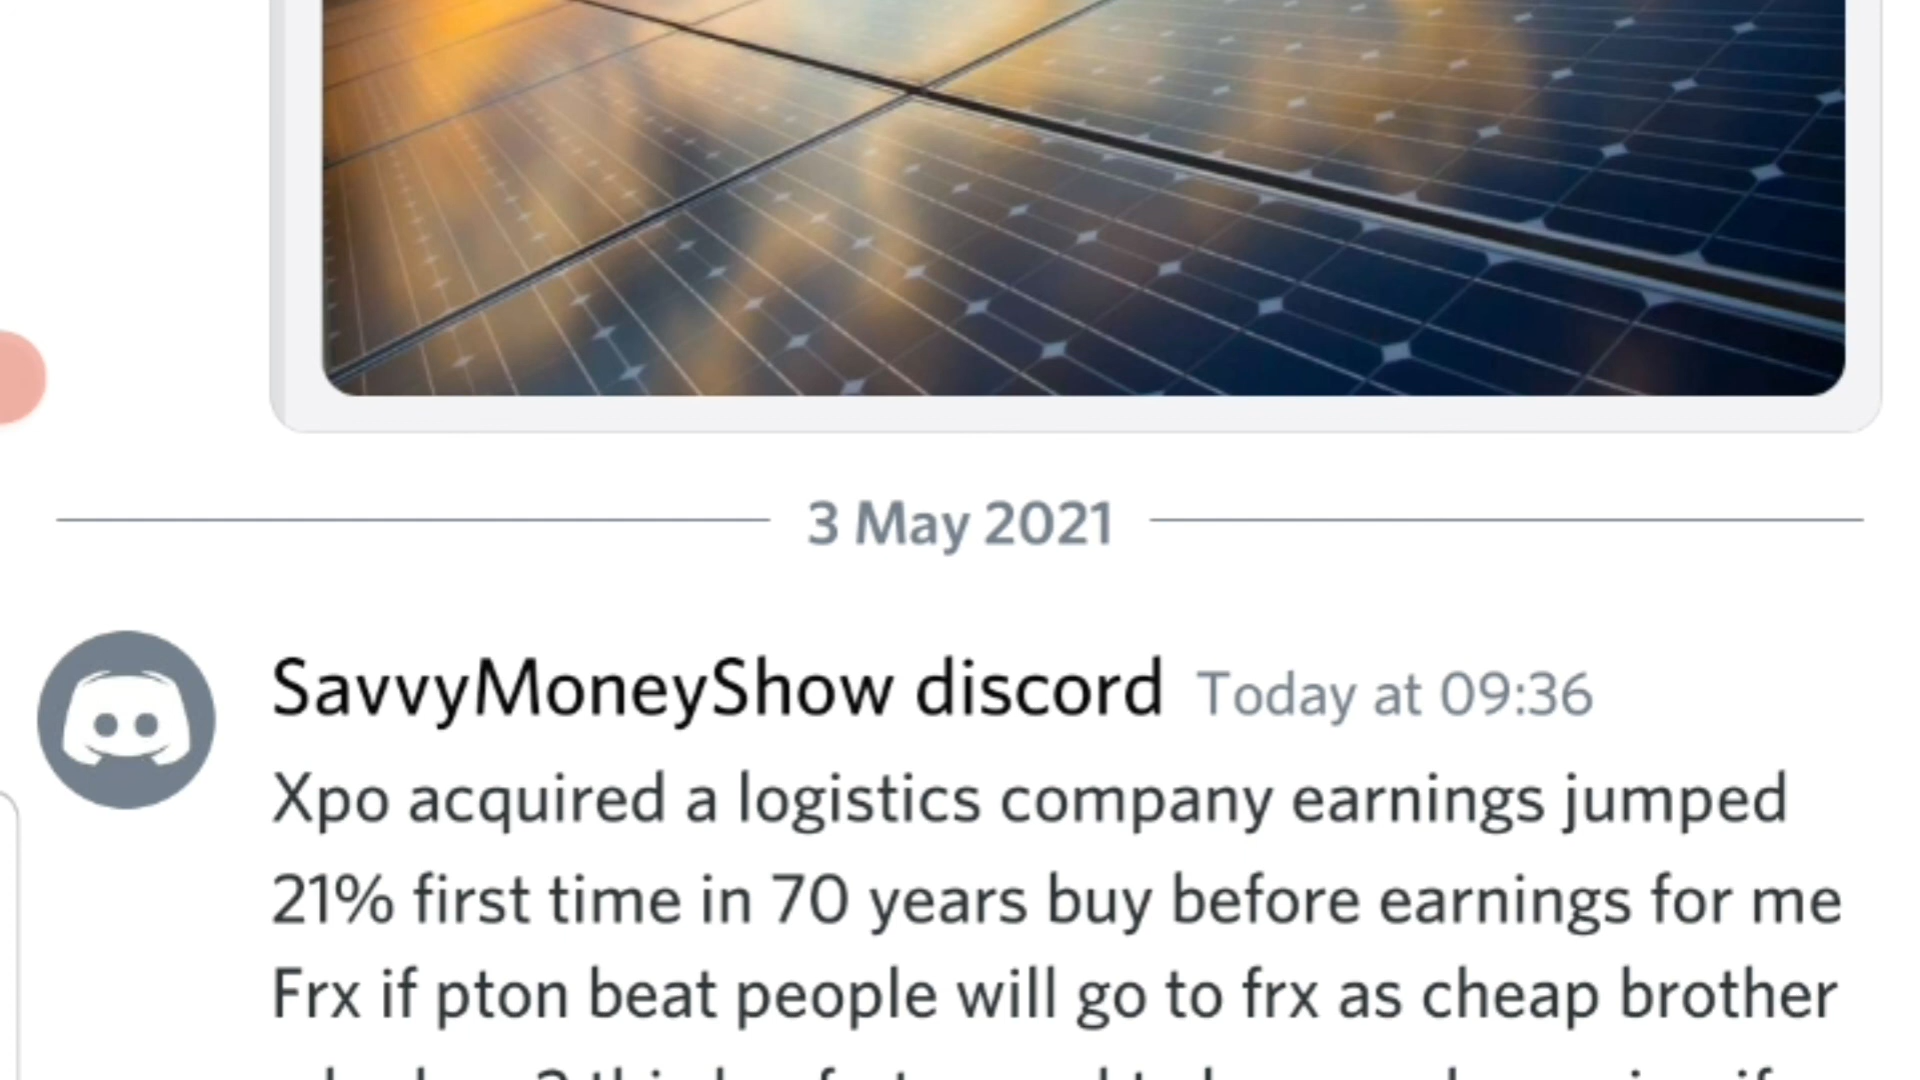 3 May 2021
SavvyMoneyShow discord Today at 09:36
Xpo acquired a logistics company earnings jumped
21% first time in 70 years buy before earnings for me
Frx if pton beat people will go to frx as cheap brother